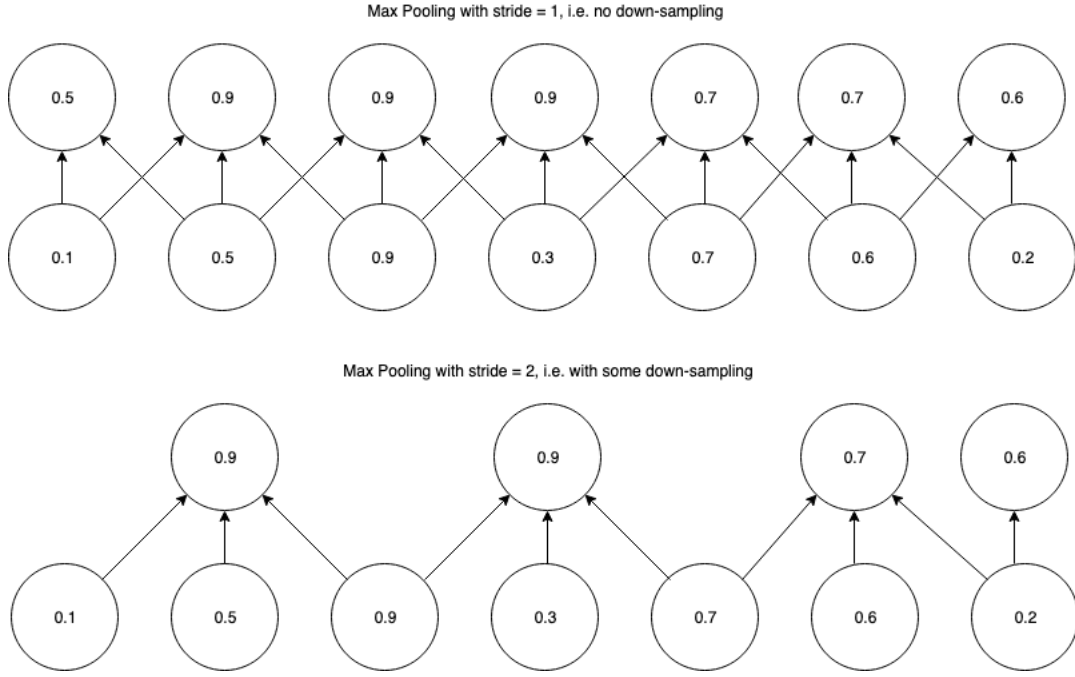 Max Pooling with stride = 1, i.e. no down-sampling
0.5 0.9 0.9 0.9 0.7 0.7 0.6
0.1 0.5 0.9 0.3 0.7 0.6 0.2
Max Pooling with stride = 2, i.e. with some down-sampling
0.9 0.9 0.7 0.6
0.1 0.5 0.9 0.3 0.7 0.6 0.2